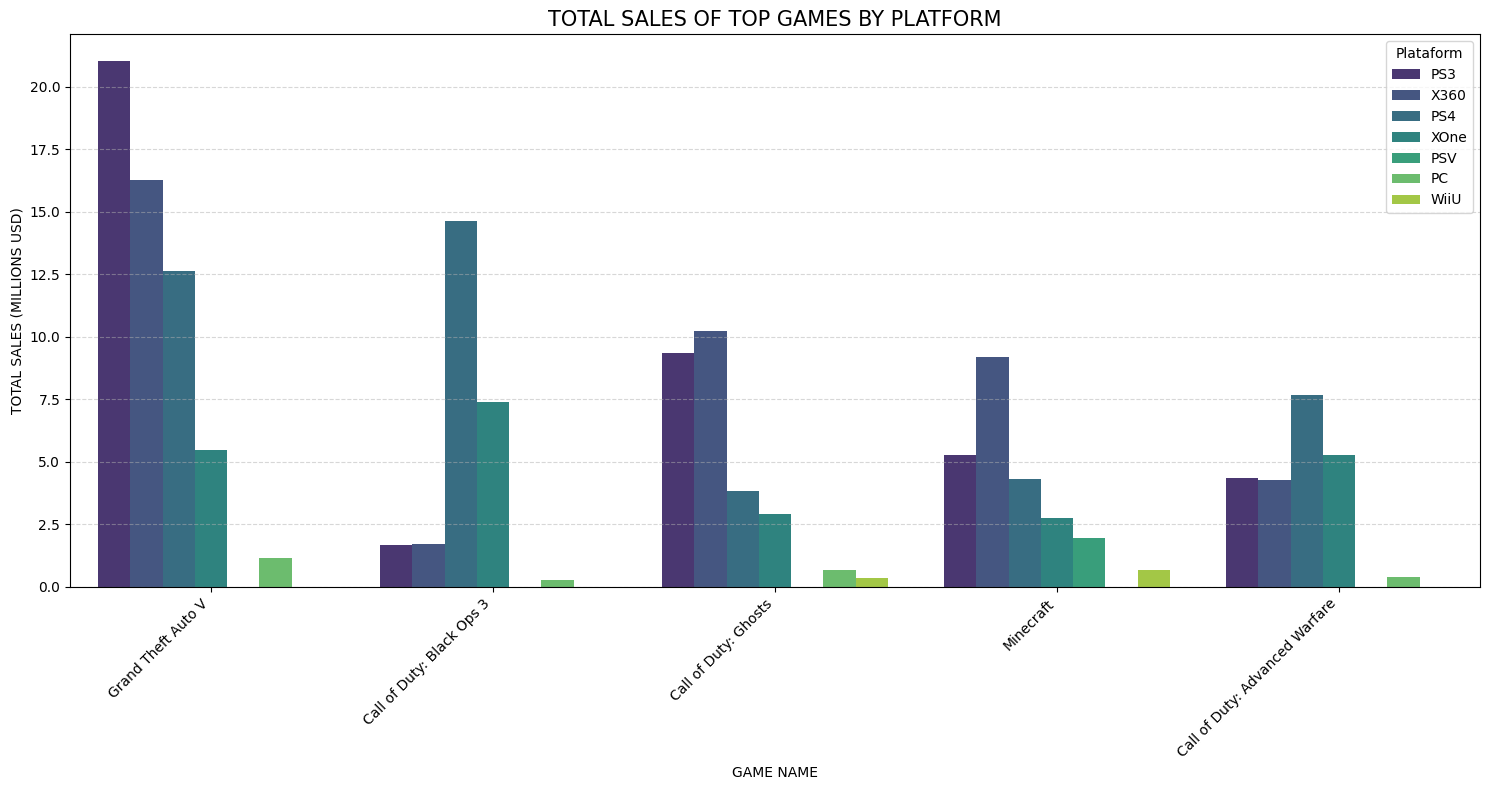 TOTAL SALES OF TOP GAMES BY PLATFORM
TOTAL SALES (MILLIONS USD)
20.0
17.5
15.0
12.5
10.0
7.5
5.0
2.5
0.0
Plataform
PS3
X360
PS4
XOne
PSV
PC
WiiU
Grand Theft Auto V
Call of Duty: Black Ops 3
Call of Duty: Ghosts
Minecraft
Call of Duty: Advanced Warfare
GAME NAME